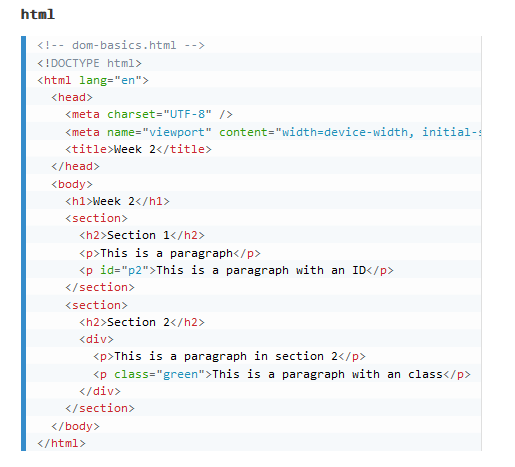 html
<!-- dom-basics.html -->
<!DOCTYPE html>
<html lang="en">
<head>
<meta charset="UTF-8" />
<meta name="viewport" content="width=device-width, initial-s
<title>Week 2</title>
</head>
<body>
<h1>Week 2</h1>
<section>
<h2>Section 1</h2>
<p>This is a paragraph</p>
<p id="p2">This is a paragraph with an ID</p>
</section>
<section>
<h2>Section 2</h2>
<div>
<p>This is a paragraph in section 2</p>
<p class="green">This is a paragraph with an class</p>
</div>
</section>
</body>
</html>